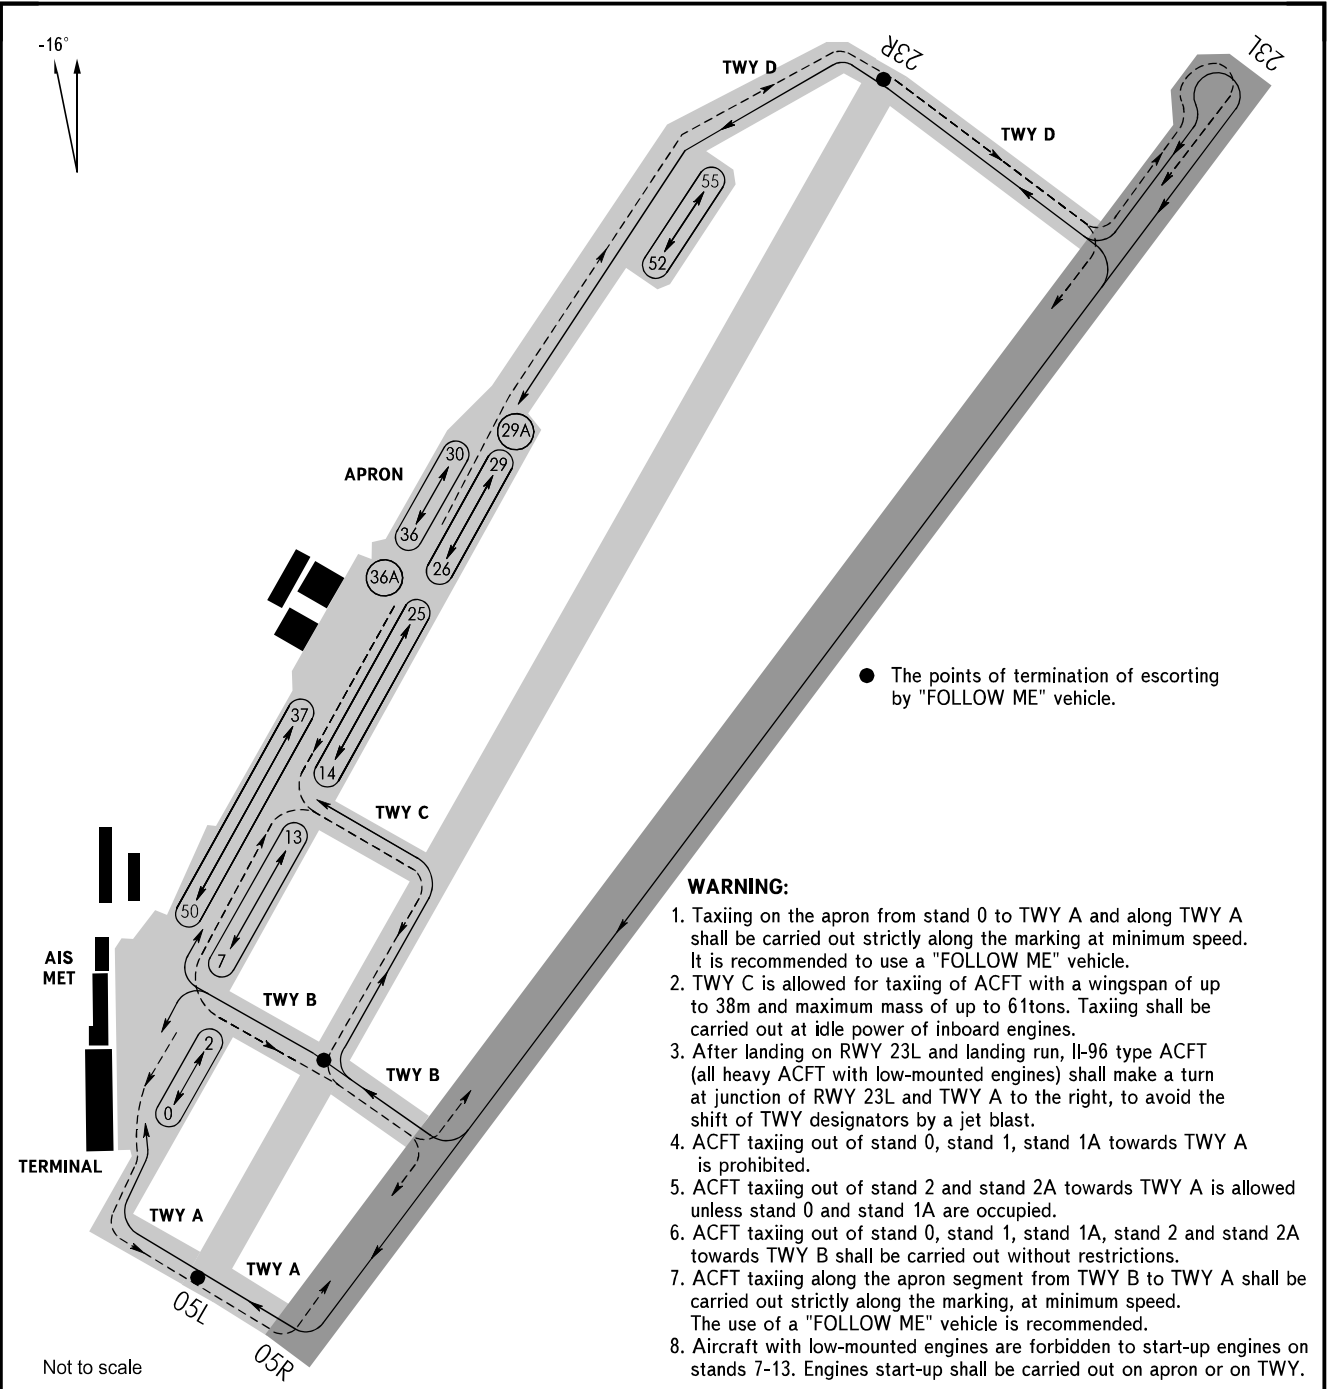 -16°
TWY D
23R
23L
TWY D
55
52
29A
30
29
APRON
36
26
36A
25
The points of termination of escorting
by "FOLLOW ME" vehicle.
37
14
TWY C
13
50
7
AIS
MET
TWY B
2
TWY B
0
TERMINAL
TWY A
TWY A
05L
05R
Not to scale
WARNING:
1. Taxiing on the apron from stand 0 to TWY A and along TWY A
shall be carried out strictly along the marking at minimum speed.
It is recommended to use a "FOLLOW ME" vehicle.
2. TWY C is allowed for taxiing of ACFT with a wingspan of up
to 38m and maximum mass of up to 61tons. Taxiing shall be
carried out at idle power of inboard engines.
3. After landing on RWY 23L and landing run, Il-96 type ACFT
(all heavy ACFT with low-mounted engines) shall make a turn
at junction of RWY 23L and TWY A to the right, to avoid the
shift of TWY designators by a jet blast.
4. ACFT taxiing out of stand 0, stand 1, stand 1A towards TWY A
is prohibited.
5. ACFT taxiing out of stand 2 and stand 2A towards TWY A is allowed
unless stand 0 and stand 1A are occupied.
6. ACFT taxiing out of stand 0, stand 1, stand 1A, stand 2 and stand 2A
towards TWY B shall be carried out without restrictions.
7. ACFT taxiing along the apron segment from TWY B to TWY A shall be
carried out strictly along the marking, at minimum speed.
The use of a "FOLLOW ME" vehicle is recommended.
8. Aircraft with low-mounted engines are forbidden to start-up engines on
stands 7-13. Engines start-up shall be carried out on apron or on TWY.